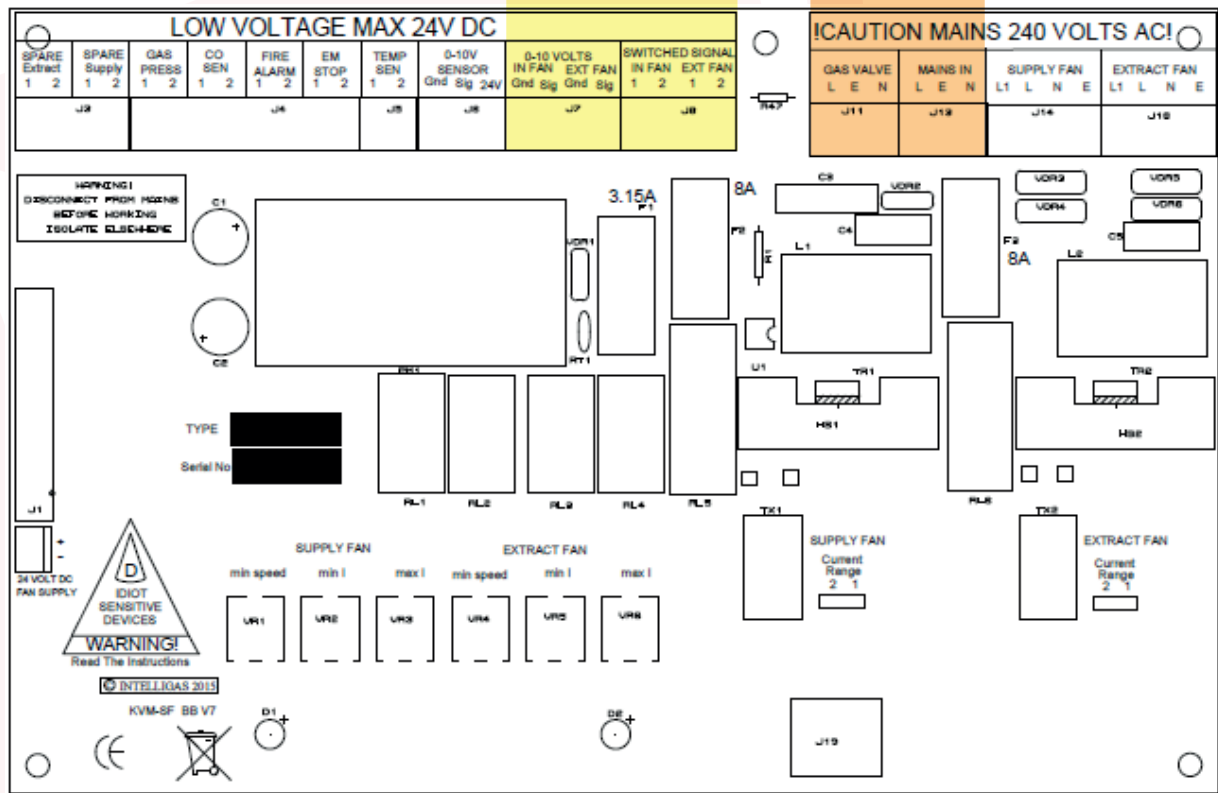 LOW VOLTAGE MAX 24V DC
!CAUTION MAINS 240 VOLTS AC!
SPARE SPARE GAS CO FIRE EM TEMP 0-10V 0-10 VOLTS SWITCHED SIGNAL
Extract Supply PRESS SEN ALARM STOP SEN SENSOR IN FAN EXT FAN IN FAN EXT FAN
1 2 1 2 1 2 1 2 1 2 1 2 1 2 Gnd Sig 24V Gnd Sig Gnd Sig 1 2 1 2
GAS VALVE MAINS IN SUPPLY FAN EXTRACT FAN
L E N L E N L1 L N E L1 L N E
J3 J4 J5 J6 J7 J8 R47 J11 J13 J14
WARNING!
DISCONNECT FROM MAINS
BEFORE WORKING
ISOLATE ELSEWHERE
C1
3.15A
F1
8A
F2
C3
VDR2
VDR3
VDR4
VDR5
VDR6
C4
C5
VDR1
R1
L1
F3
8A
L2
C2
RT1
U1
TR1
TR2
HS1
HS2
TYPE
Serial No
RL1 RL2 RL3 RL4 RL5 RL6
J1
TX1
TX2
+
-
24 VOLT DC
FAN SUPPLY
D
IDIOT
SENSITIVE
DEVICES
WARNING!
Read The Instructions
SUPPLY FAN EXTRACT FAN
min speed min I max I min speed min I max I
VR1 VR2 VR3 VR4 VR5 VR6
SUPPLY FAN
Current
Range
2 1
EXTRACT FAN
Current
Range
2 1
© INTELLIGAS 2015
KVM-SF BB V7
D1
D2
J19
CE